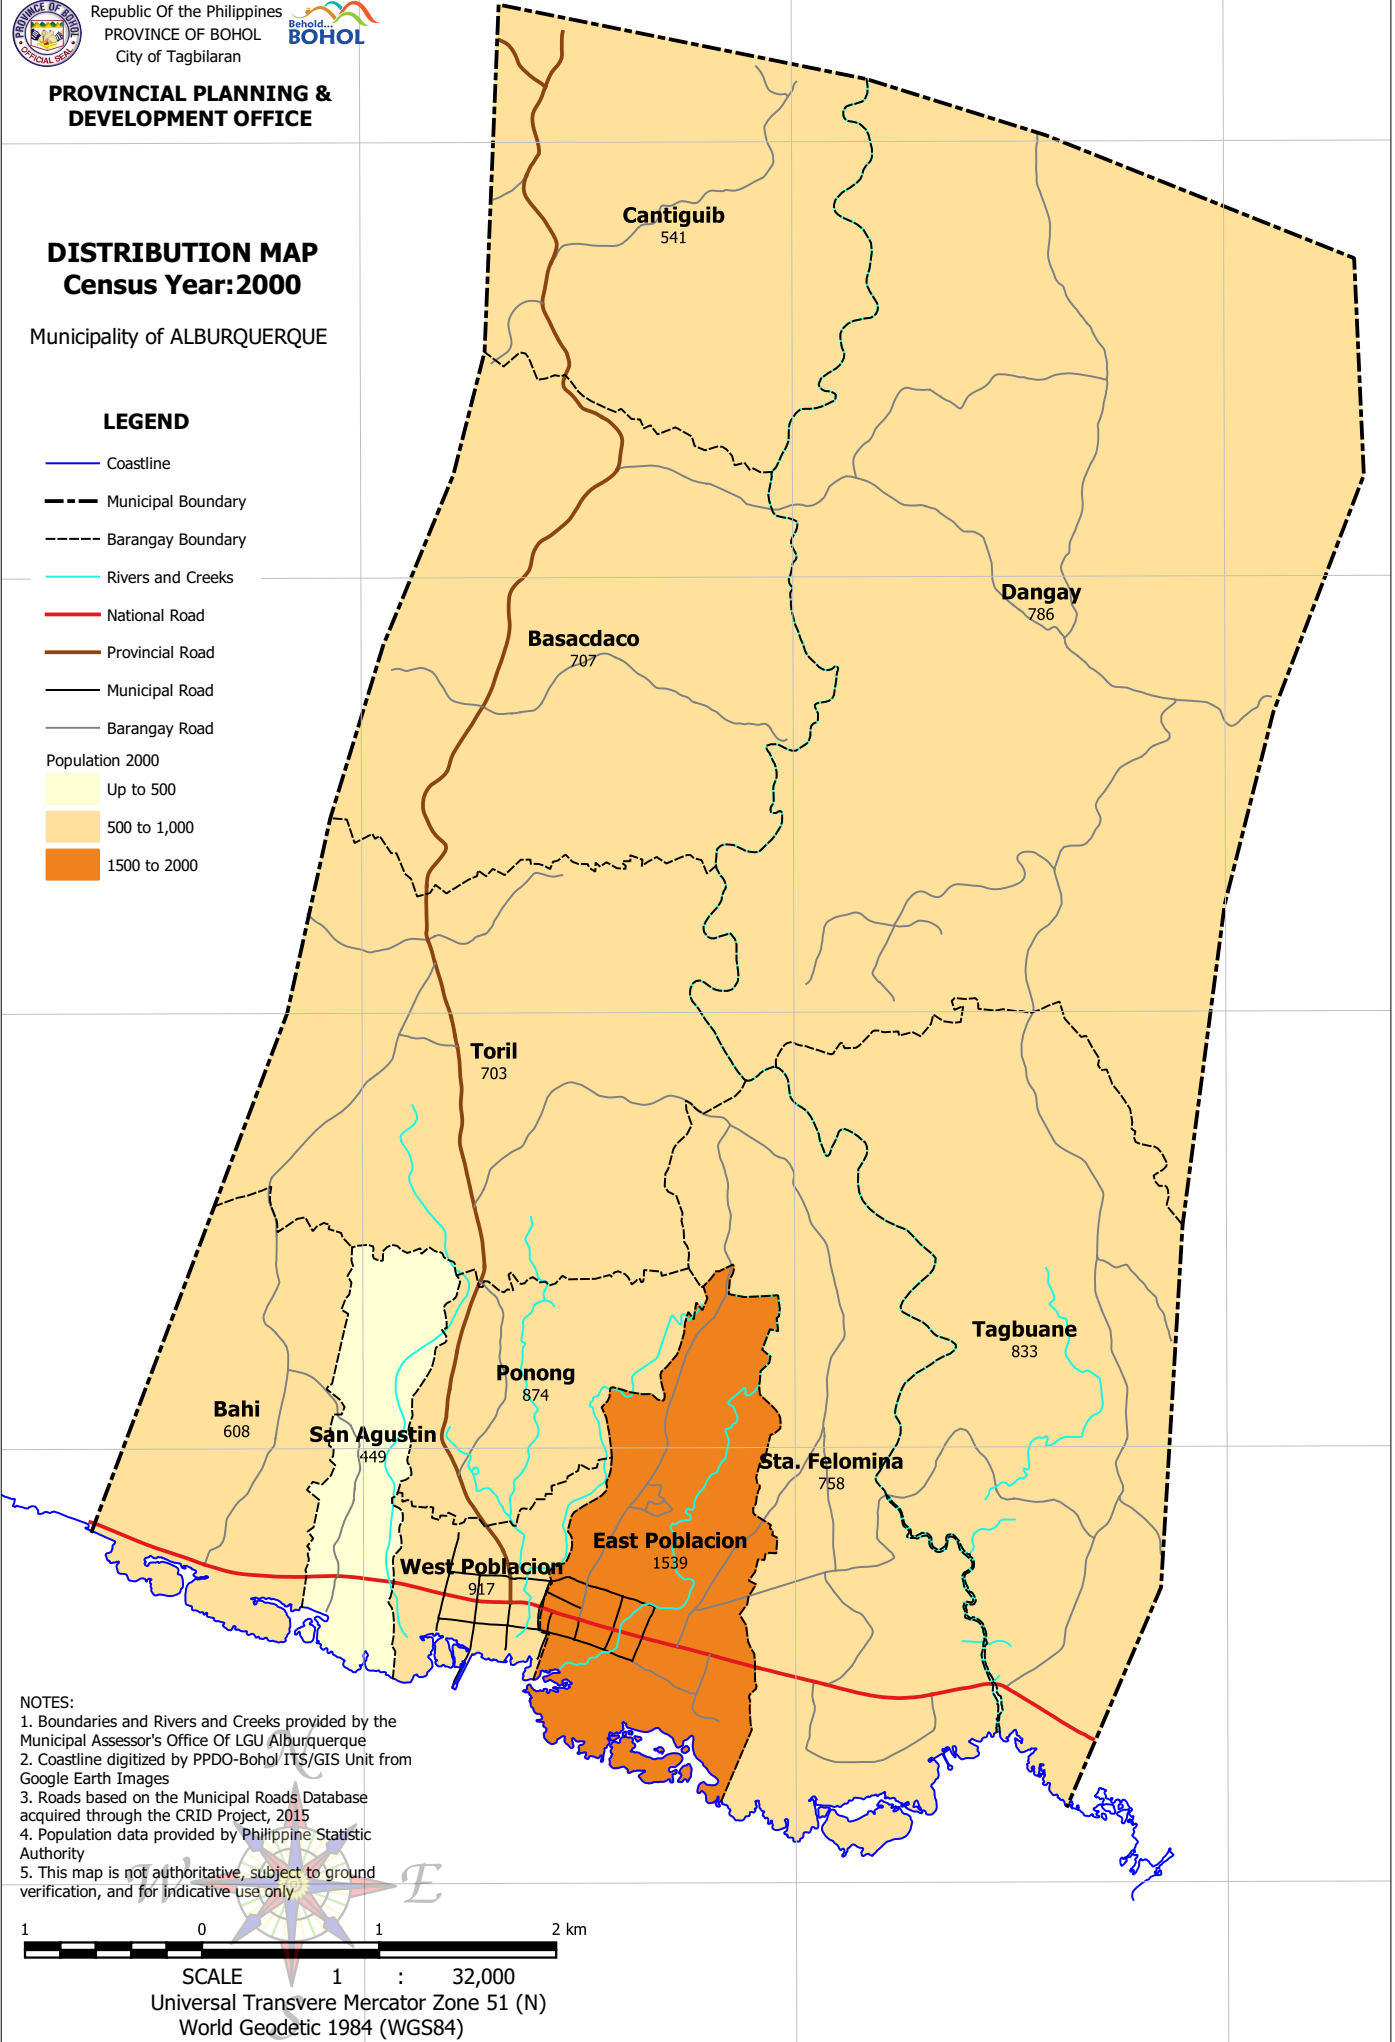 Republic Of the Philippines
PROVINCE OF BOHOL
City of Tagbilaran
PROVINCE OF BOHOL
OFFICIAL SEAL
Behold...
BOHOL
PROVINCIAL PLANNING &
DEVELOPMENT OFFICE
DISTRIBUTION MAP
Census Year:2000
Municipality of ALBURQUERQUE
LEGEND
Coastline
Municipal Boundary
Barangay Boundary
Rivers and Creeks
National Road
Provincial Road
Municipal Road
Barangay Road
Population 2000
Up to 500
500 to 1,000
1500 to 2000
Cantiguib
541
Dangay
786
Basacdaco
707
Toril
703
Tagbuane
833
Ponong
874
Bahi
608
San Agustin
449
Sta. Felomina
758
East Poblacion
1539
West Poblacion
917
NOTES:
1. Boundaries and Rivers and Creeks provided by the
Municipal Assessor's Office Of LGU Alburquerque
2. Coastline digitized by PPDO-Bohol ITS/GIS Unit from
Google Earth Images
3. Roads based on the Municipal Roads Database
acquired through the CRID Project, 2015
4. Population data provided by Philippine Statistic
Authority
5. This map is not authoritative, subject to ground
verification, and for indicative use only
N
W
E
S
1 0 1 2 km
SCALE 1 : 32,000
Universal Transvere Mercator Zone 51 (N)
World Geodetic 1984 (WGS84)